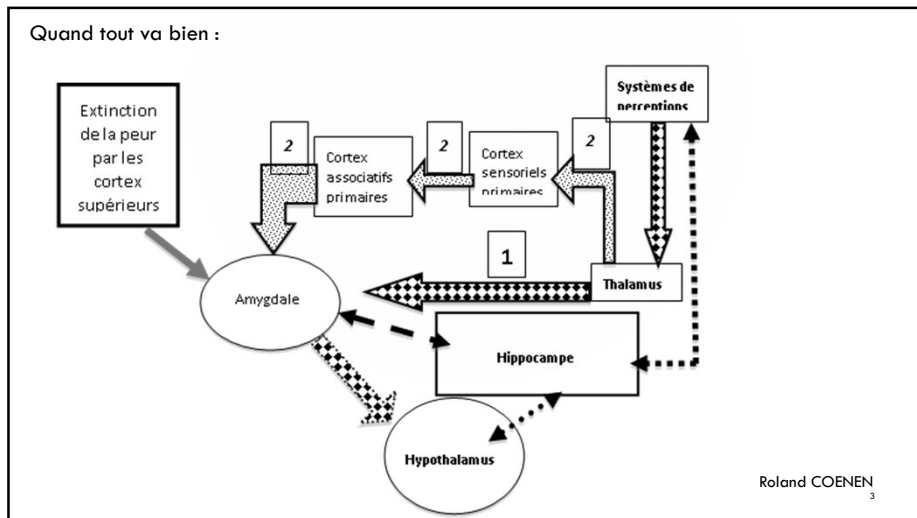 Quand tout va bien :
Extinction
de la peur
par les
cortex
supérieurs
2
Cortex
associatifs
primaires
2
Cortex
sensoriels
primaires
2
Systèmes de
perceptions
1
Thalamus
Amygdale
Hippocampe
Hypothalamus
Roland COENEN
3